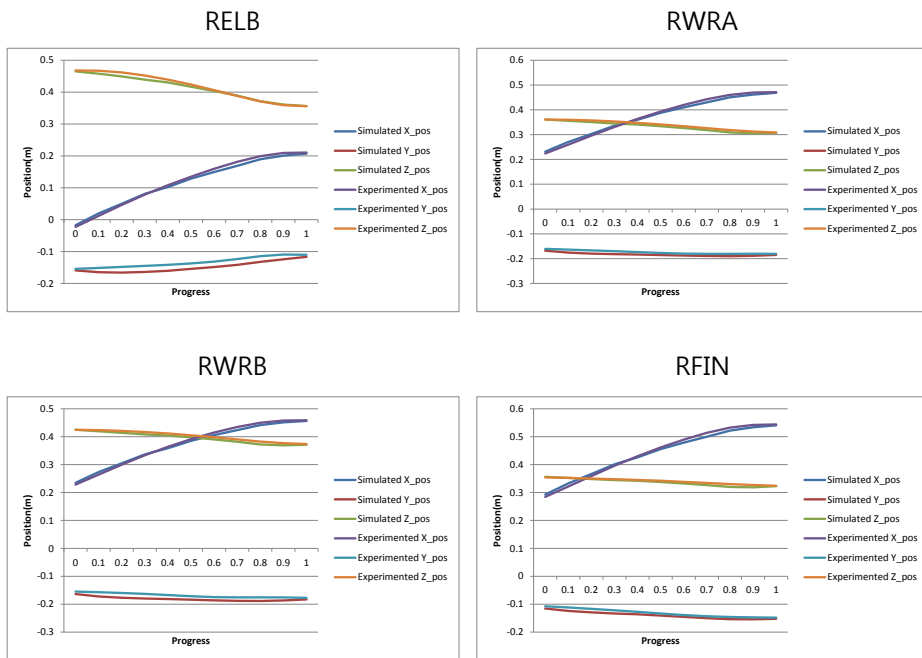 RELB
0.5
0.4
0.3
0.2
0.1
0
-0.1
-0.2
Position(m)
0 0.1 0.2 0.3 0.4 0.5 0.6 0.7 0.8 0.9 1
Progress
Simulated X_pos
Simulated Y_pos
Simulated Z_pos
Experimented X_pos
Experimented Y_pos
Experimented Z_pos
RWRA
0.6
0.5
0.4
0.3
0.2
0.1
0
-0.1
-0.2
-0.3
Position(m)
0 0.1 0.2 0.3 0.4 0.5 0.6 0.7 0.8 0.9 1
Progress
Simulated X_pos
Simulated Y_pos
Simulated Z_pos
Experimented X_pos
Experimented Y_pos
Experimented Z_pos
RWRB
0.5
0.4
0.3
0.2
0.1
0
-0.1
-0.2
-0.3
Position(m)
0 0.1 0.2 0.3 0.4 0.5 0.6 0.7 0.8 0.9 1
Progress
Simulated X_pos
Simulated Y_pos
Simulated Z_pos
Experimented X_pos
Experimented Y_pos
Experimented Z_pos
RFIN
0.6
0.5
0.4
0.3
0.2
0.1
0
-0.1
-0.2
Position(m)
0 0.1 0.2 0.3 0.4 0.5 0.6 0.7 0.8 0.9 1
Progress
Simulated X_pos
Simulated Y_pos
Simulated Z_pos
Experimented X_pos
Experimented Y_pos
Experimented Z_pos